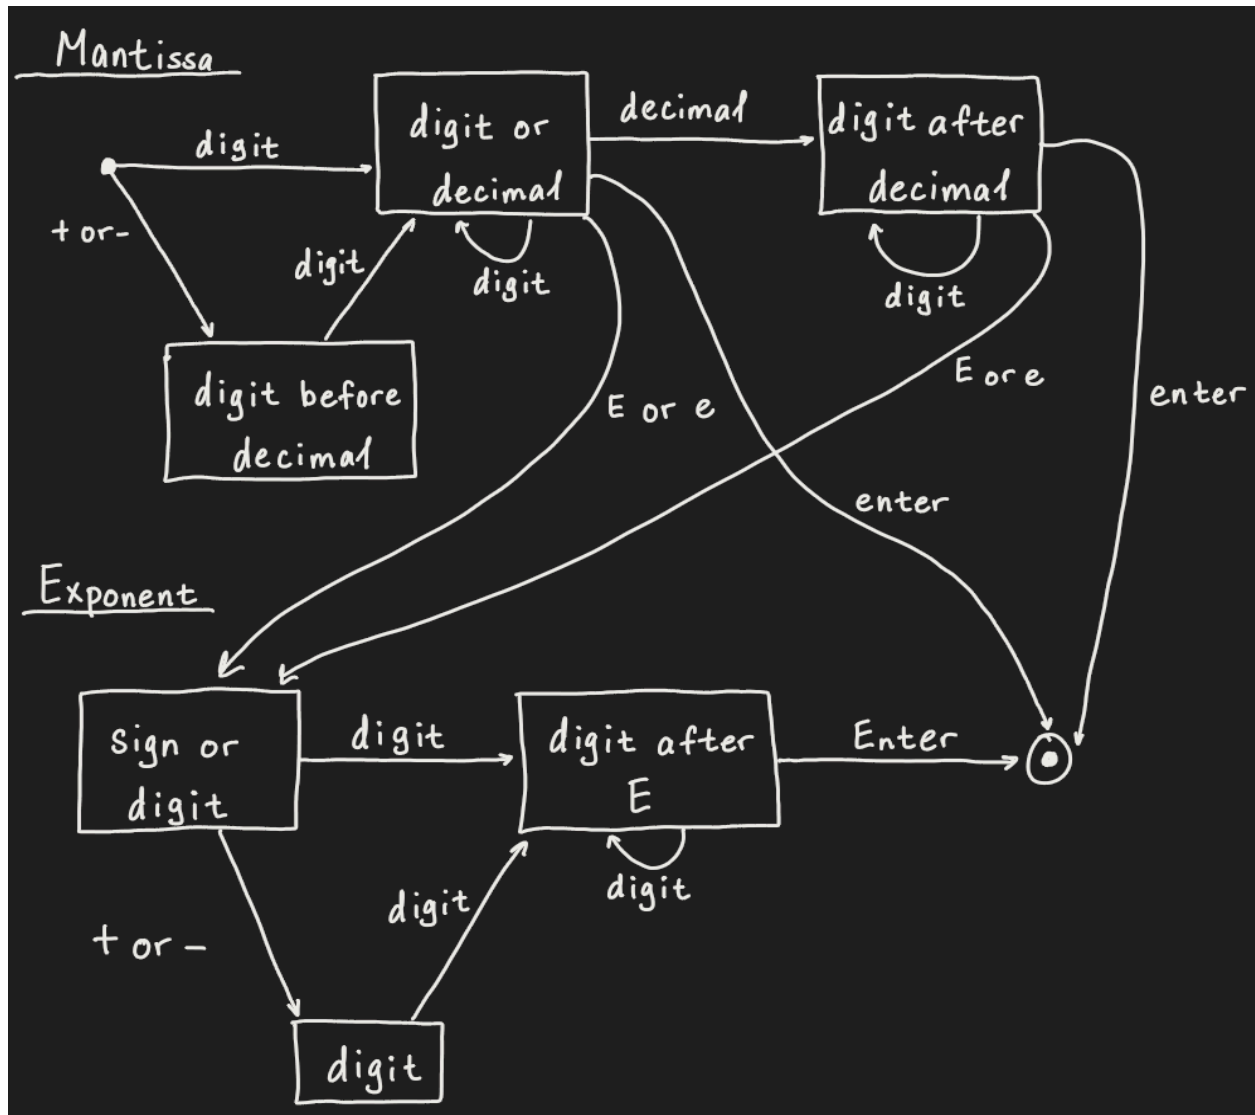 Mantissa
digit
+ or -
digit or
decimal
decimal
digit after
decimal
digit
digit
digit
digit before
decimal
E or e
E or e
enter
enter
Exponent
sign or
digit
digit
digit after
E
Enter
+ or -
digit
digit
digit